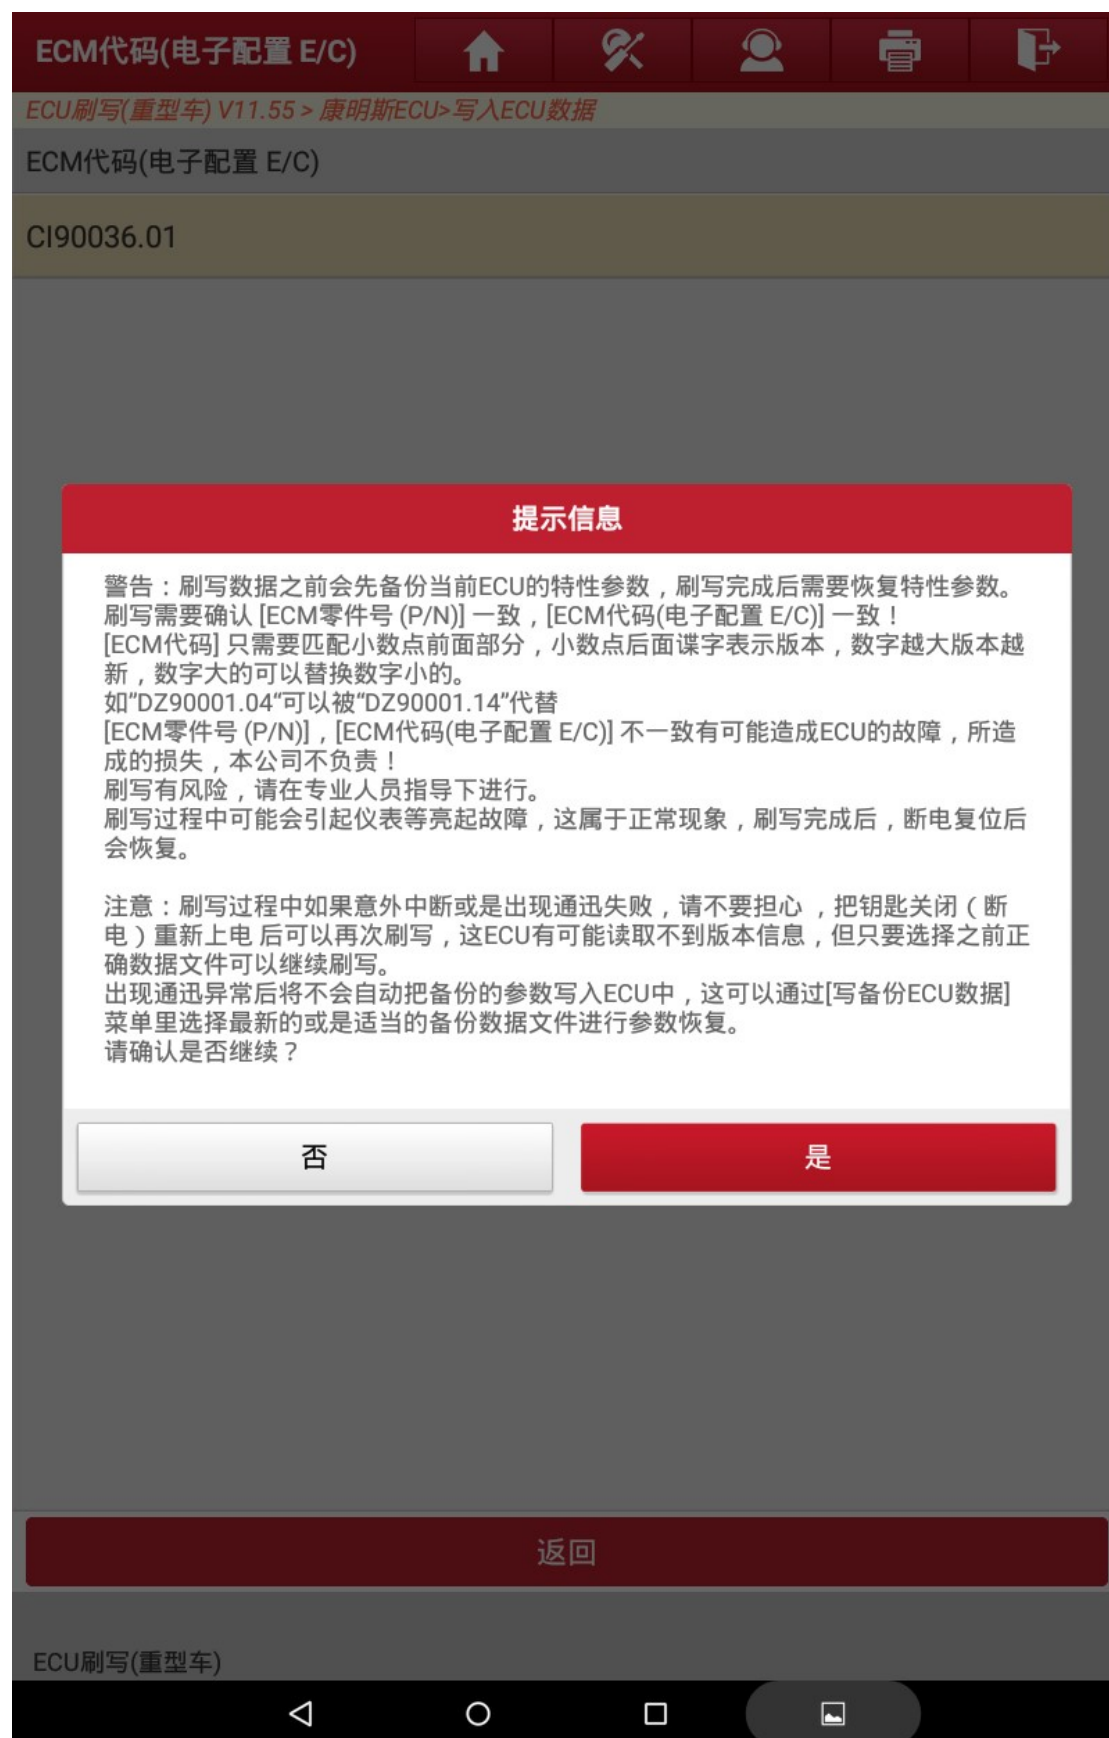 ECM代码(电子配置 E/C)
ECU刷写(重型车) V11.55 > 康明斯ECU>写入ECU数据
ECM代码(电子配置 E/C)
CI90036.01
提示信息
警告：刷写数据之前会先备份当前ECU的特性参数，刷写完成后需要恢复特性参数。
刷写需要确认 [ECM零件号 (P/N)] 一致，[ECM代码(电子配置 E/C)] 一致！
[ECM代码] 只需要匹配小数点前面部分，小数点后面谍字表示版本，数字越大版本越
新，数字大的可以替换数字小的。
如"DZ90001.04“可以被“DZ90001.14”代替
[ECM零件号 (P/N)]，[ECM代码(电子配置 E/C)] 不一致有可能造成ECU的故障，所造
成的损失，本公司不负责！
刷写有风险，请在专业人员指导下进行。
刷写过程中可能会引起仪表等亮起故障，这属于正常现象，刷写完成后，断电复位后
会恢复。
注意：刷写过程中如果意外中断或是出现通迅失败，请不要担心 ，把钥匙关闭（断
电）重新上电 后可以再次刷写，这ECU有可能读取不到版本信息，但只要选择之前正
确数据文件可以继续刷写。
出现通迅异常后将不会自动把备份的参数写入ECU中，这可以通过[写备份ECU数据]
菜单里选择最新的或是适当的备份数据文件进行参数恢复。
请确认是否继续？
否
是
返回
ECU刷写(重型车)